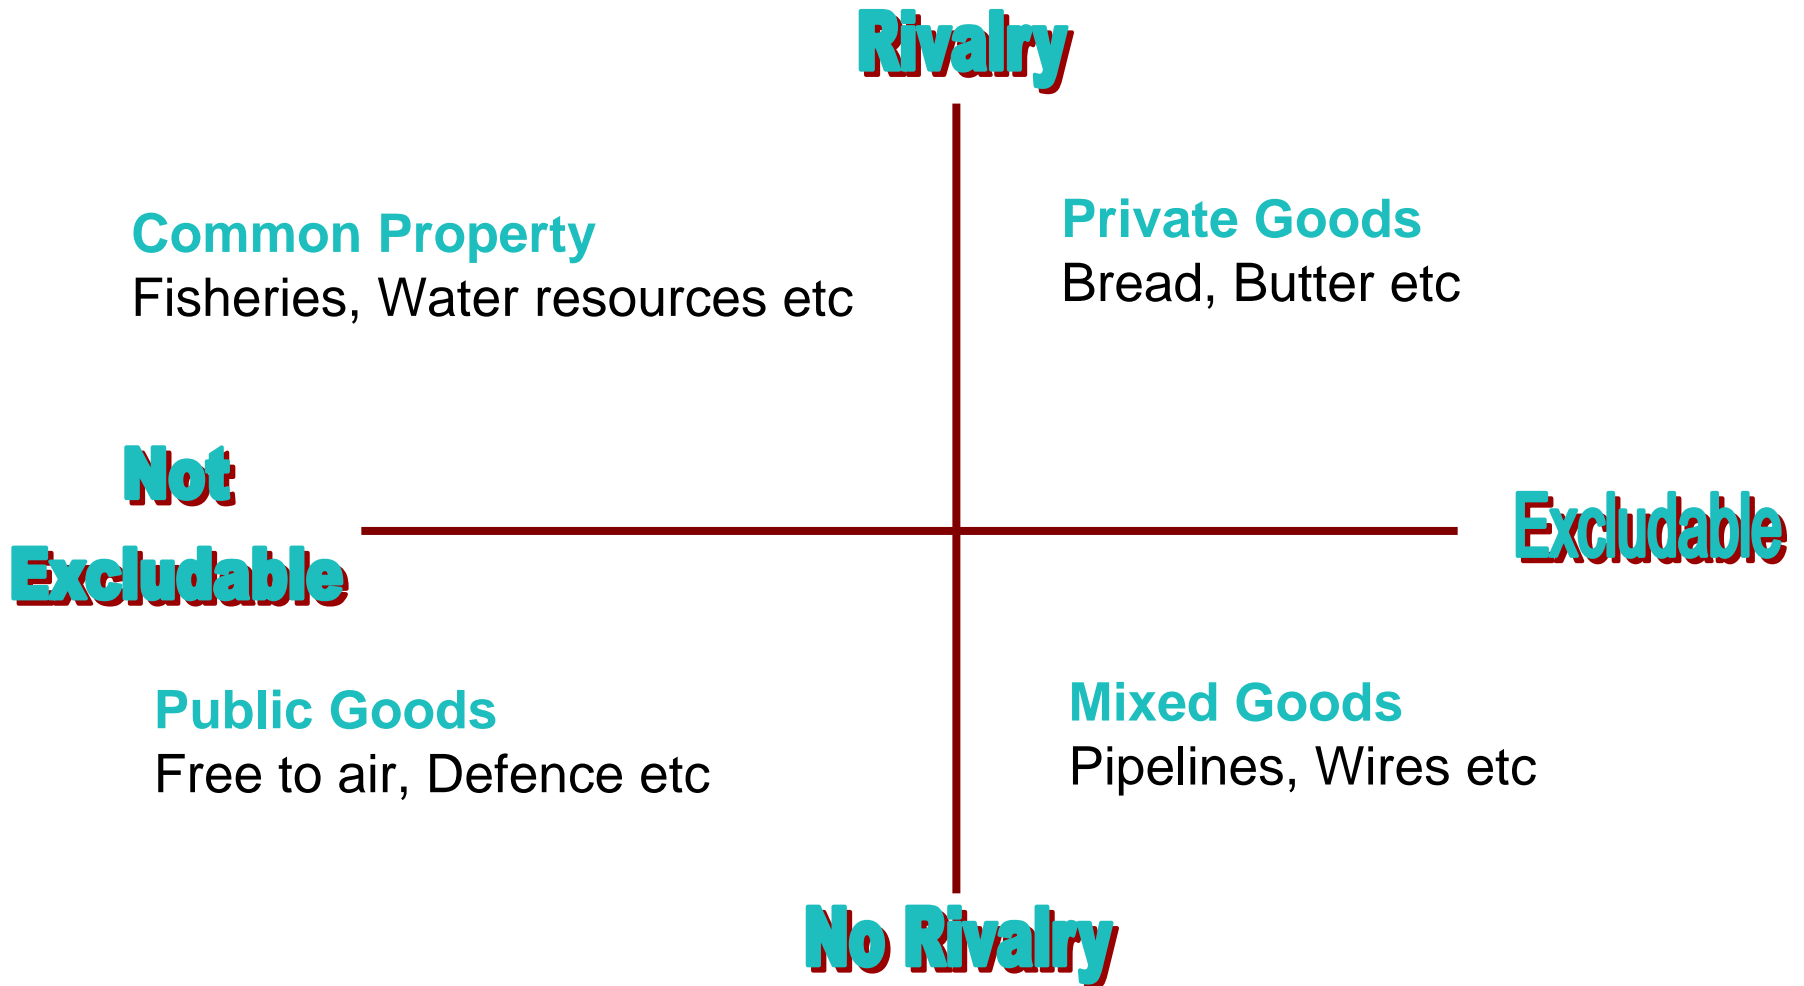 Rivalry
Common Property
Fisheries, Water resources etc
Private Goods
Bread, Butter etc
Not
Excludable
Excludable
Public Goods
Free to air, Defence etc
Mixed Goods
Pipelines, Wires etc
No Rivalry